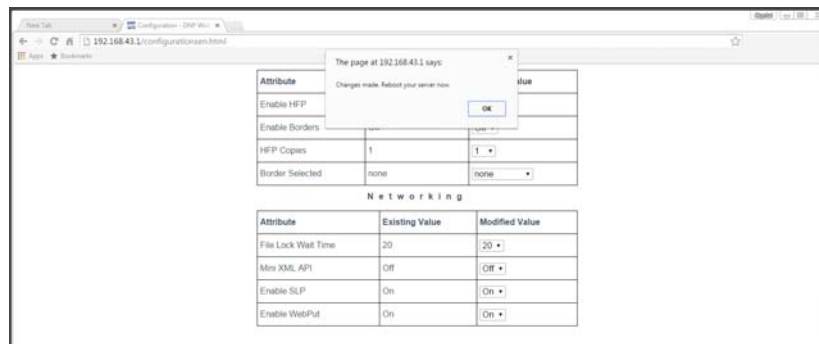 New Tab
Configuration - DNP Wi
192.168.43.1/configurationsen.html
Apps Bookmarks
The page at 192.168.43.1 says:
Changes made. Reboot your server now.
OK
Attribute
Enable HFP
Enable Borders
HFP Copies 1 1
Border Selected none none
Networking
Attribute Existing Value Modified Value
File Lock Wait Time 20 20
Mini XML API Off Off
Enable SLP On On
Enable WebPut On On